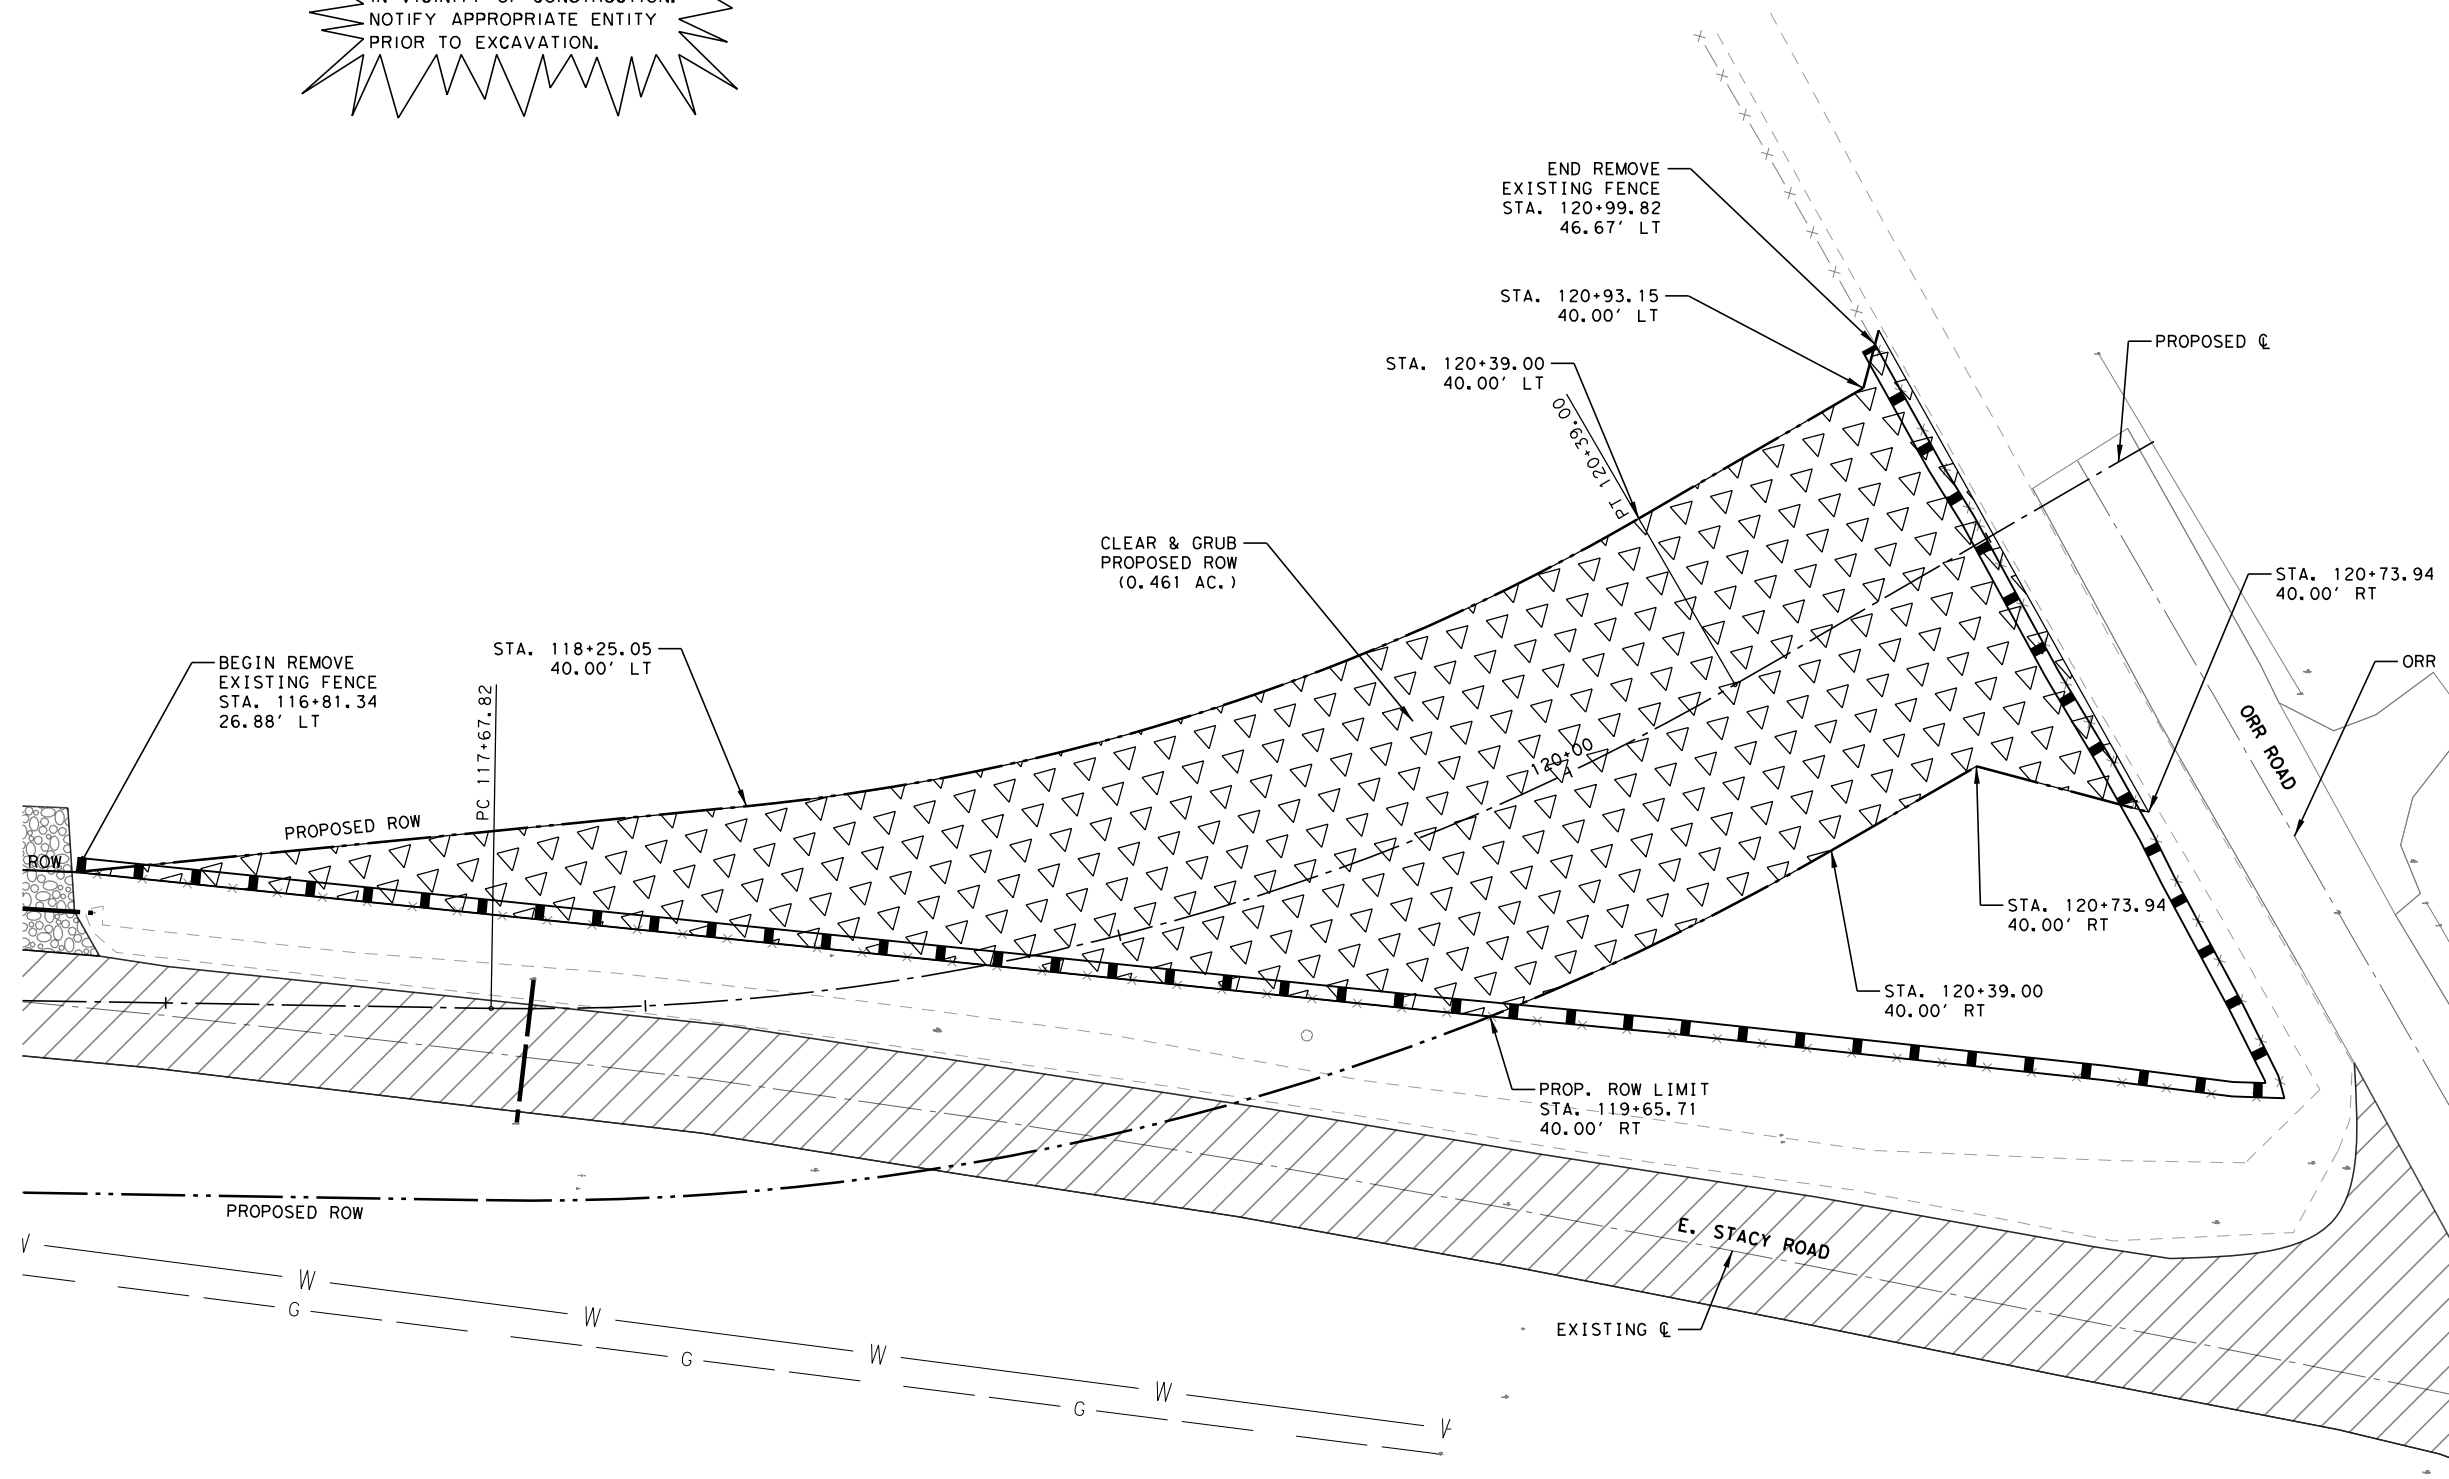 NOTIFY APPROPRIATE ENTITY
PRIOR TO EXCAVATION.
END REMOVE
EXISTING FENCE
STA. 120+99.82
46.67' LT
STA. 120+93.15
40.00' LT
STA. 120+39.00
40.00' LT
PT 120+39.00
PROPOSED ℄
CLEAR & GRUB
PROPOSED ROW
(0.461 AC.)
STA. 120+73.94
40.00' RT
BEGIN REMOVE
EXISTING FENCE
STA. 116+81.34
26.88' LT
STA. 118+25.05
40.00' LT
PC 117+67.82
ORR
ORR ROAD
120+00
PROPOSED ROW
ROW
STA. 120+73.94
40.00' RT
STA. 120+39.00
40.00' RT
PROP. ROW LIMIT
STA. 119+65.71
40.00' RT
PROPOSED ROW
E. STACY ROAD
EXISTING ℄
W W W W
G G G